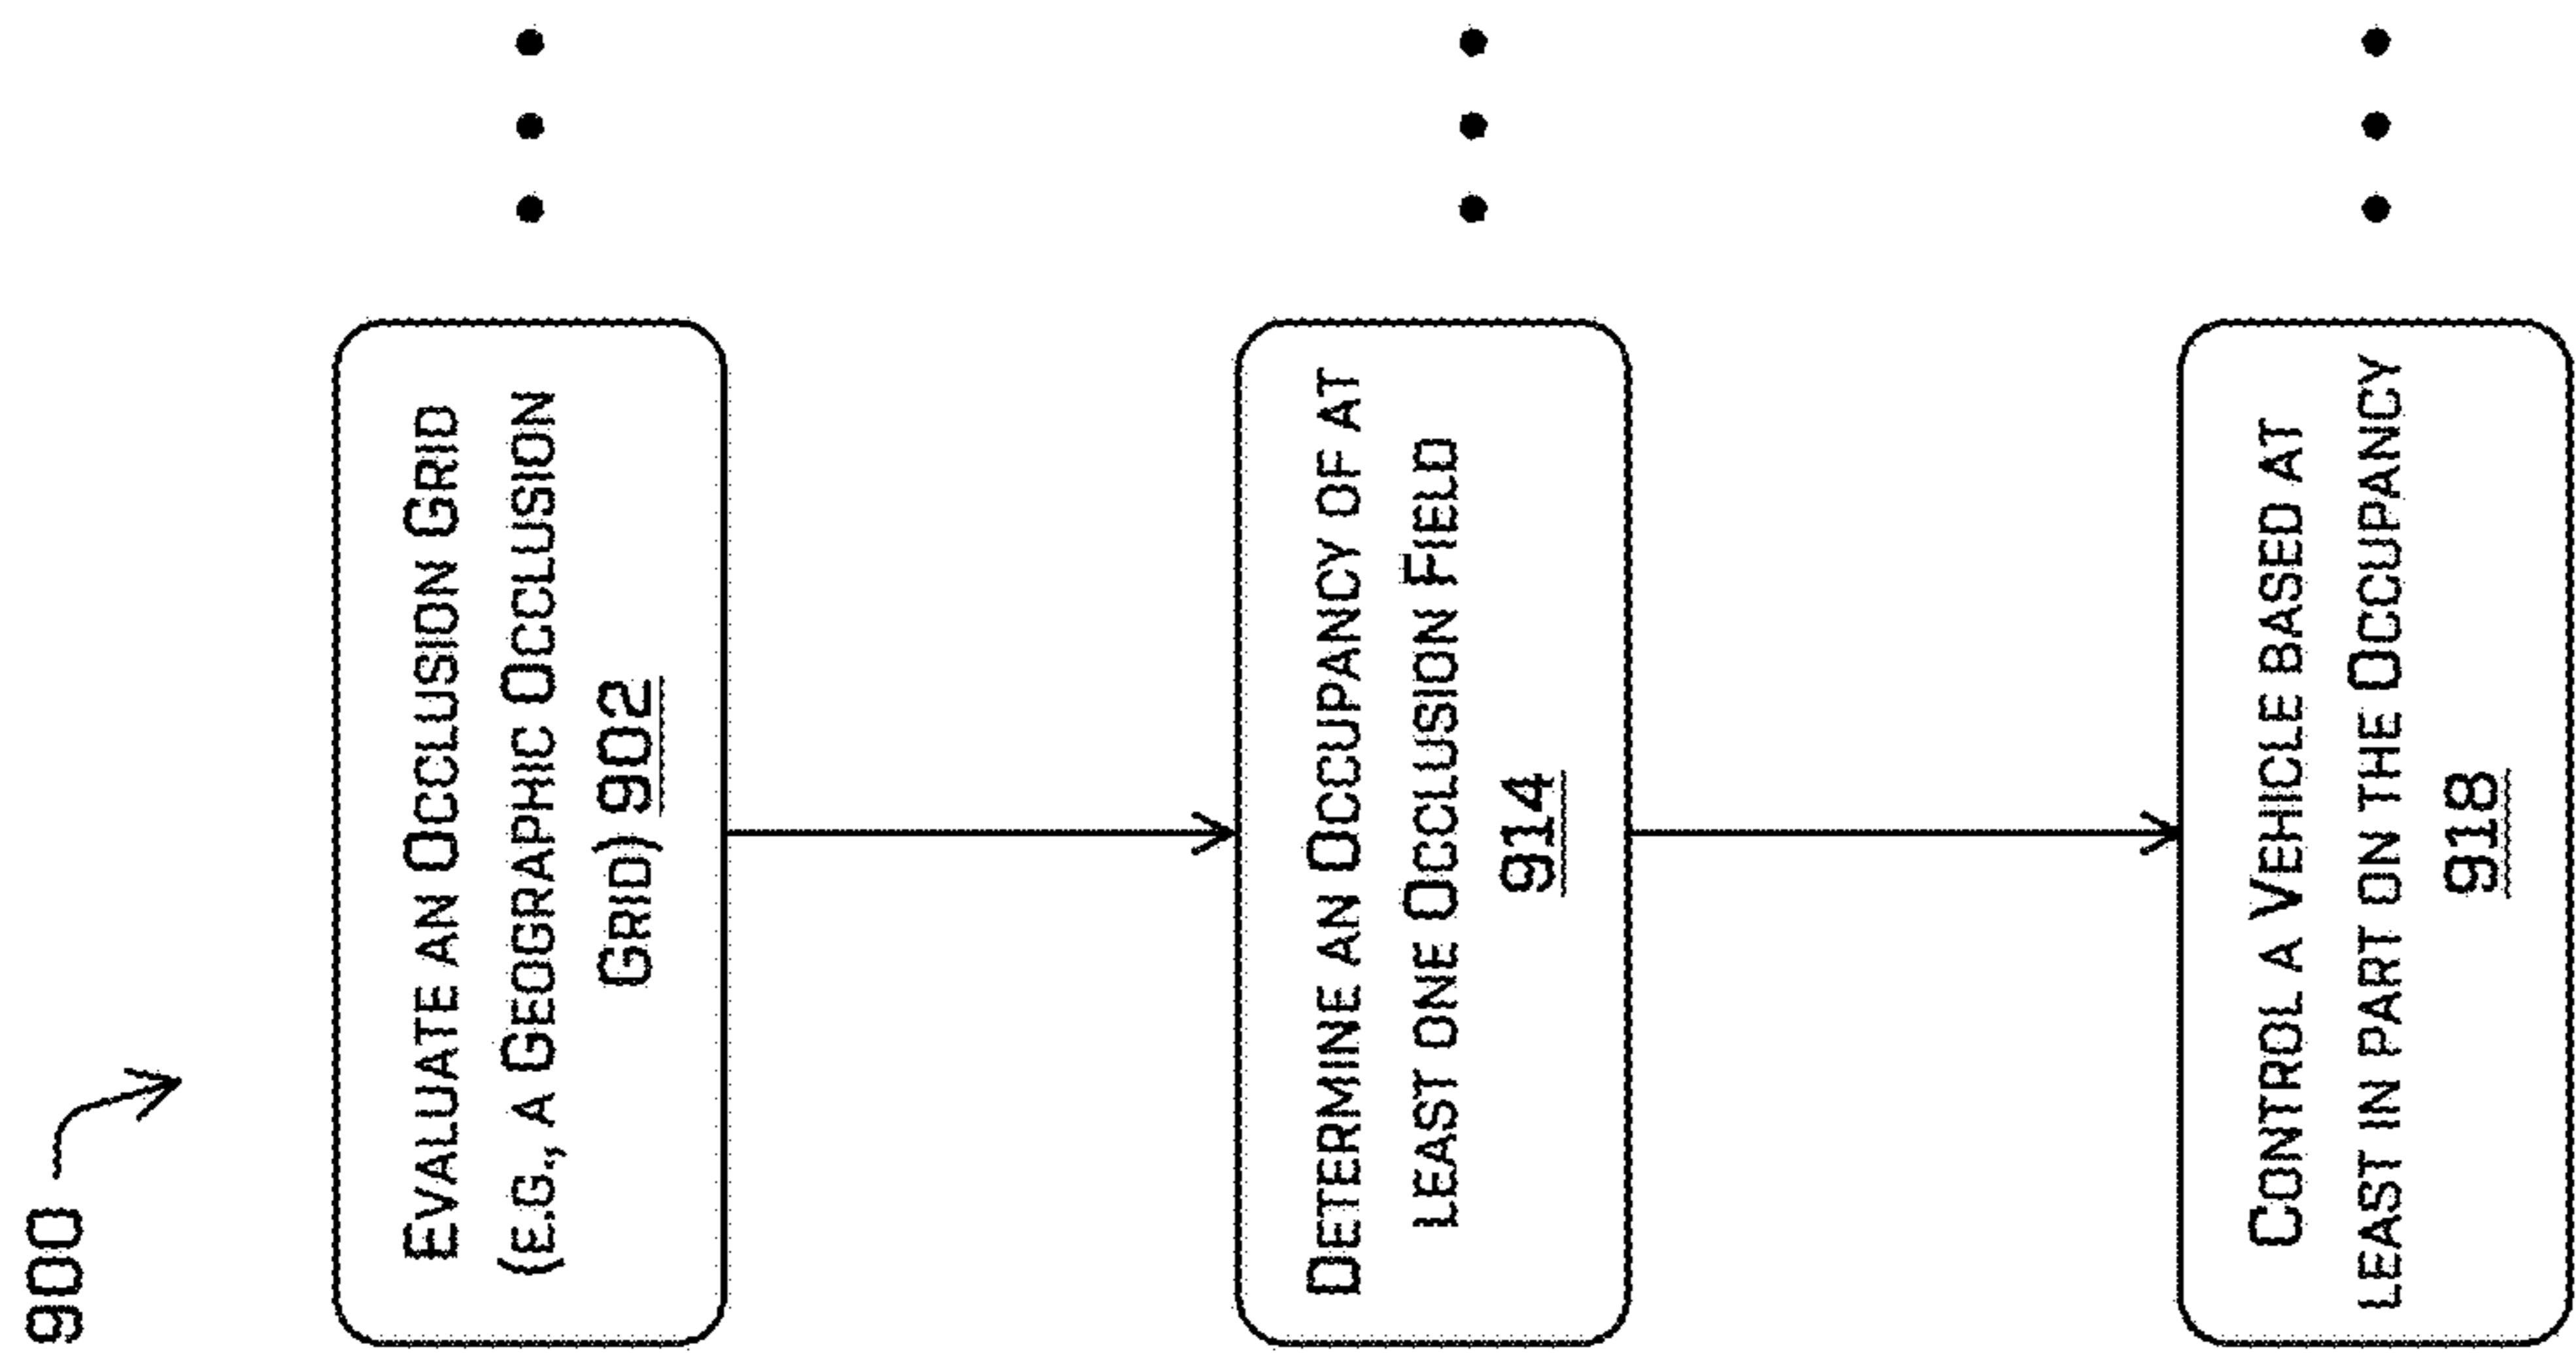 900
EVALUATE AN OCCLUSION GRID
(E.G., A GEOGRAPHIC OCCLUSION
GRID) 902
DETERMINE AN OCCUPANCY OF AT
LEAST ONE OCCLUSION FIELD
914
CONTROL A VEHICLE BASED AT
LEAST IN PART ON THE OCCUPANCY
918